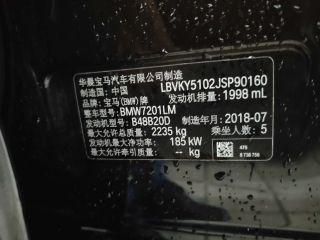 华晨宝马汽车有限公司制造
制造国：中国 LBVKY5102JSP90160
品牌：宝马(BMW)牌 发动机排量：1998 mL
整车型号：BMW7201LM
发动机型号：B48B20D 制造年月：2018-07
最大允许总质量：2235 kg 乘坐人数：5
发动机最大净功率：185 kW
最大允许牵引质量：-- kg